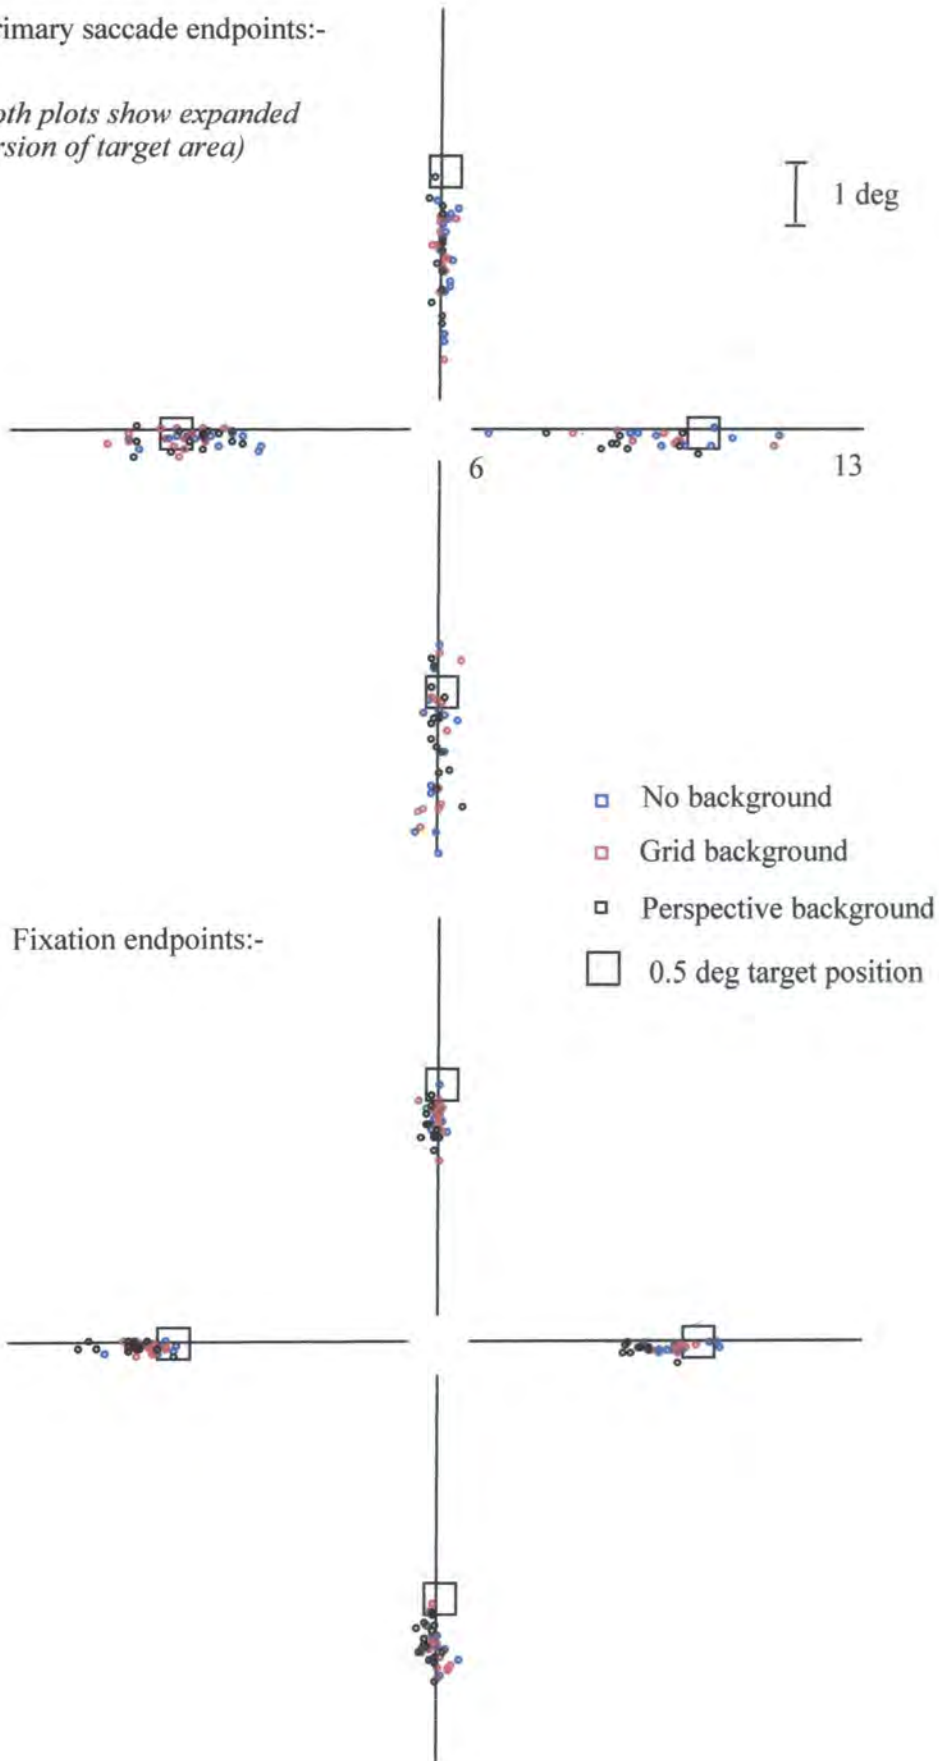 rimary saccade endpoints:-
oth plots show expanded
rsion of target area)
1 deg
6
13
No background
Grid background
Perspective background
0.5 deg target position
Fixation endpoints:-